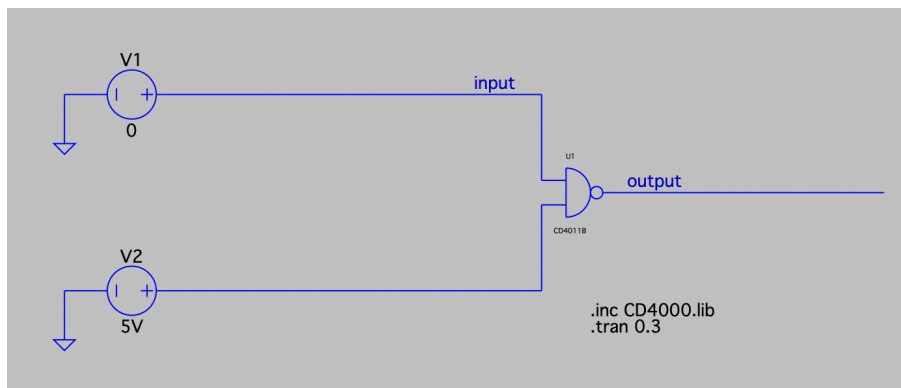 V1
input
0
U1
output
CD4011B
V2
5V
.inc CD4000.lib
.tran 0.3